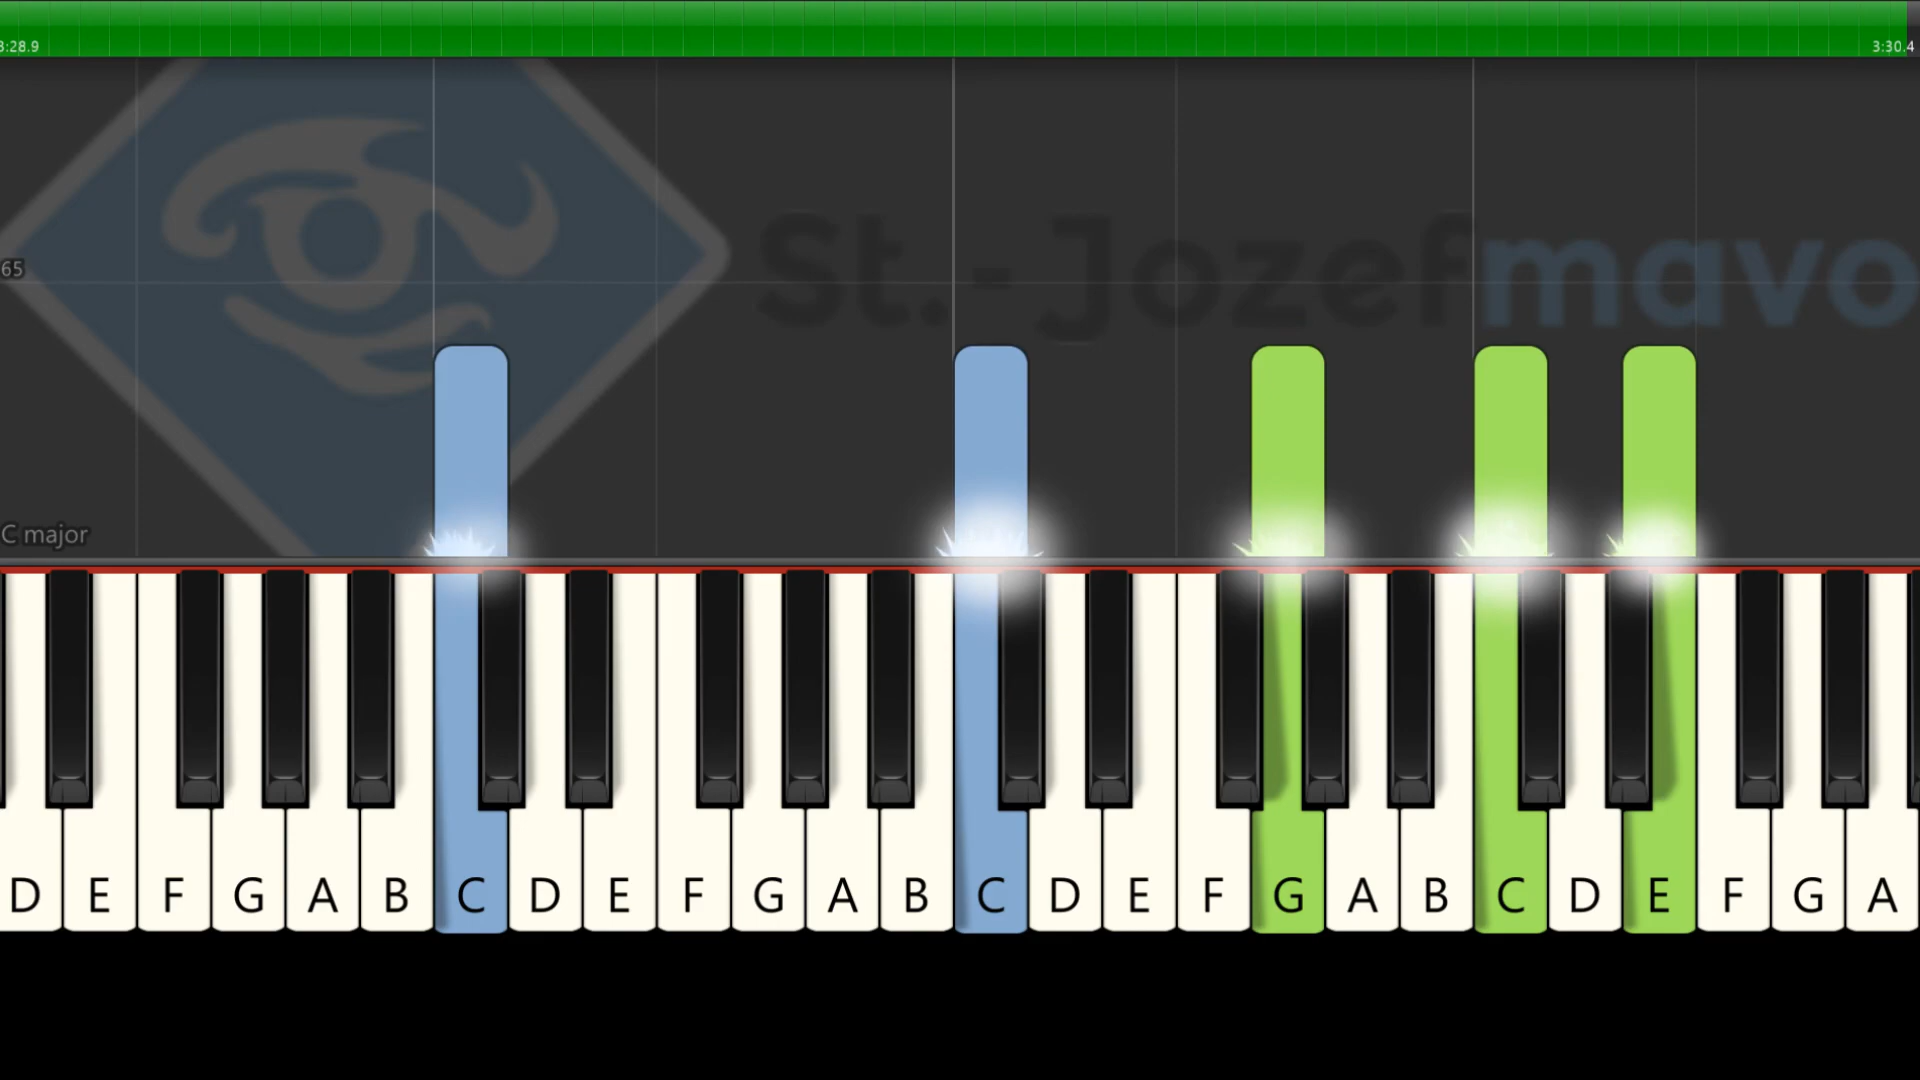 3:28.9 3:30.4
St.-Jozefmavo
65
C major
D E F G A B C D E F G A B C D E F G A B C D E F G A